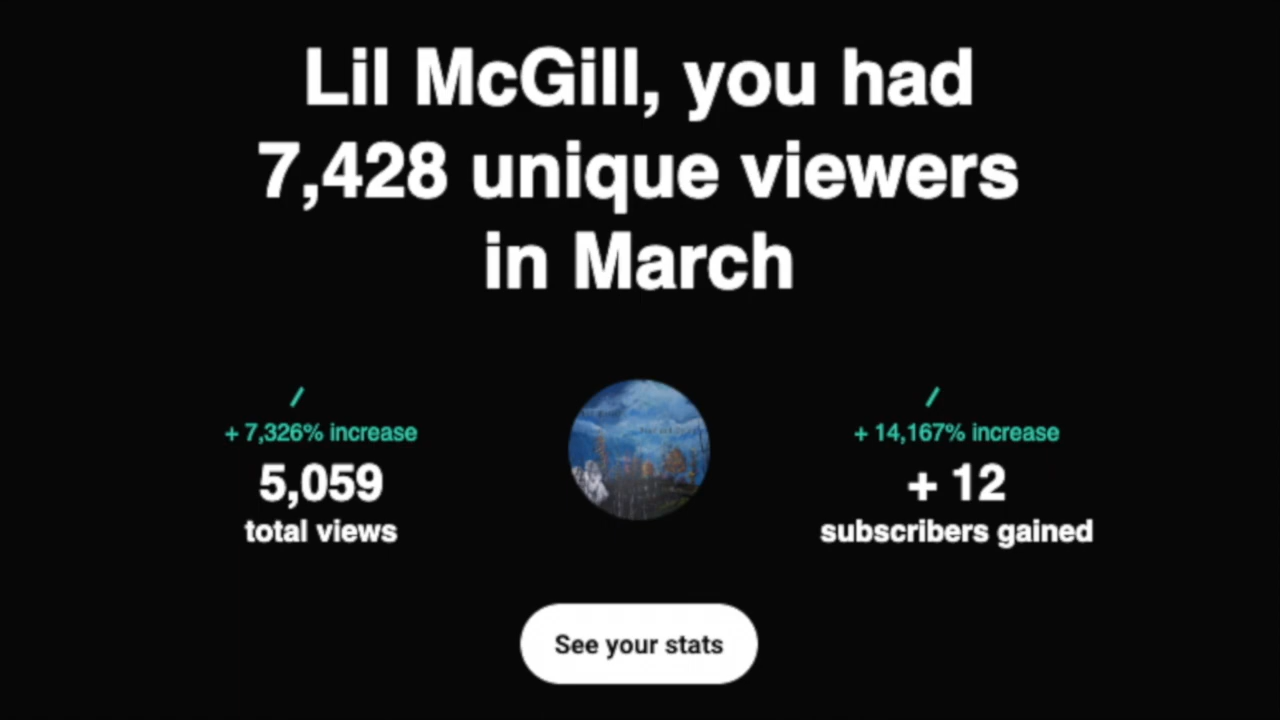 Lil McGill, you had
7,428 unique viewers
in March
+ 7,326% increase
5,059
total views
+ 14,167% increase
+ 12
subscribers gained
See your stats